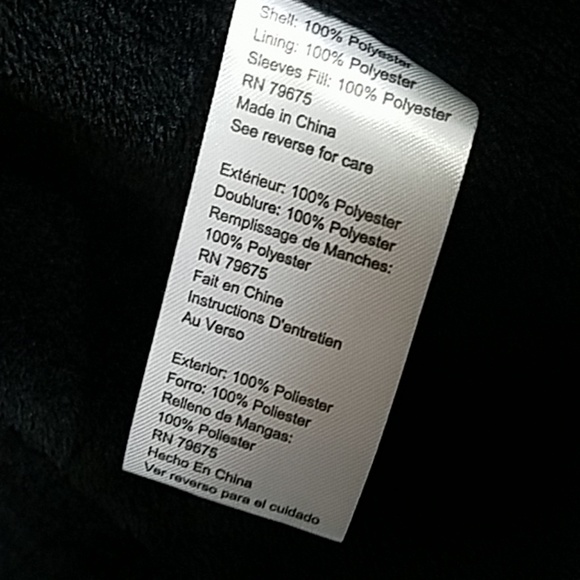 Shell: 100% Polyester
Lining: 100% Polyester
Sleeves Fill: 100% Polyester
RN 79675
Made in China
See reverse for care
Extérieur: 100% Polyester
Doublure: 100% Polyester
Remplissage de Manches:
100% Polyester
RN 79675
Fait en Chine
Instructions D'entretien
Au Verso
Exterior: 100% Poliester
Forro: 100% Poliester
Relleno de Mangas:
100% Poliester
RN 79675
Hecho En China
Ver reverso para el cuidado